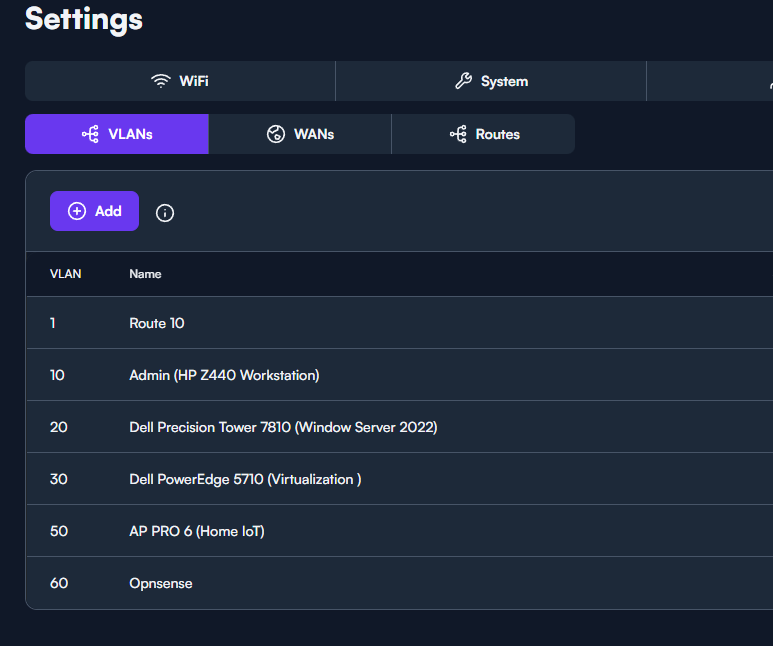 Settings
WiFi System
VLANs WANs Routes
Add
VLAN Name
1 Route 10
10 Admin (HP Z440 Workstation)
20 Dell Precision Tower 7810 (Window Server 2022)
30 Dell PowerEdge 5710 (Virtualization )
50 AP PRO 6 (Home IoT)
60 Opnsense